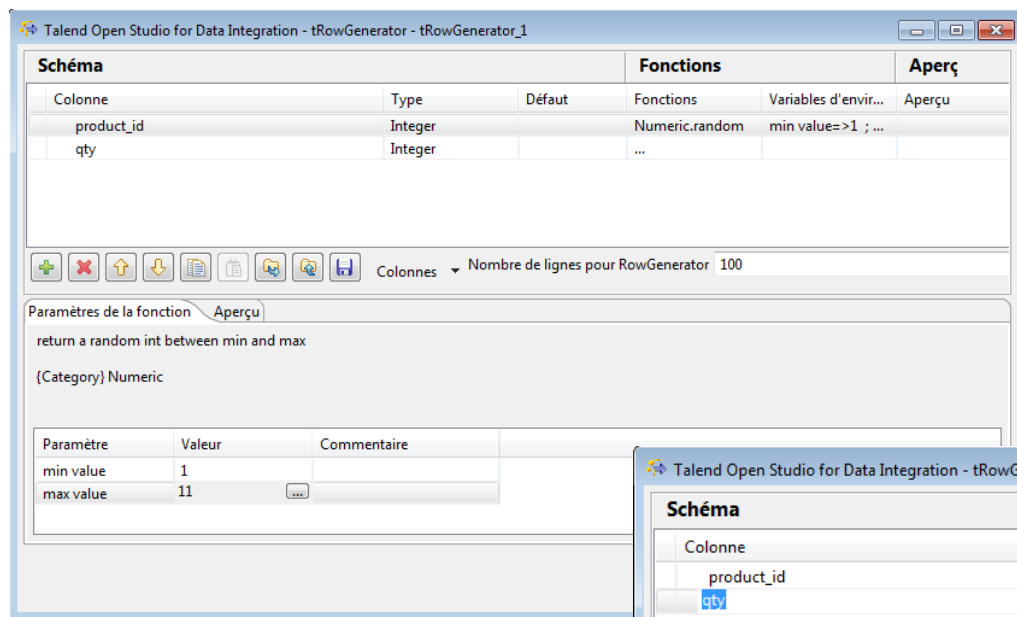 Talend Open Studio for Data Integration - tRowGenerator - tRowGenerator_1
Schéma Fonctions Aperç
Colonne Type Défaut Fonctions Variables d'envir... Aperçu
product_id Integer Numeric.random min value=>1 ; ...
qty Integer ...
Colonnes Nombre de lignes pour RowGenerator 100
Paramètres de la fonction Aperçu
return a random int between min and max
{Category} Numeric
Paramètre Valeur Commentaire
min value 1
max value 11 ...
Talend Open Studio for Data Integration - tRowG
Schéma
Colonne
product_id
qty